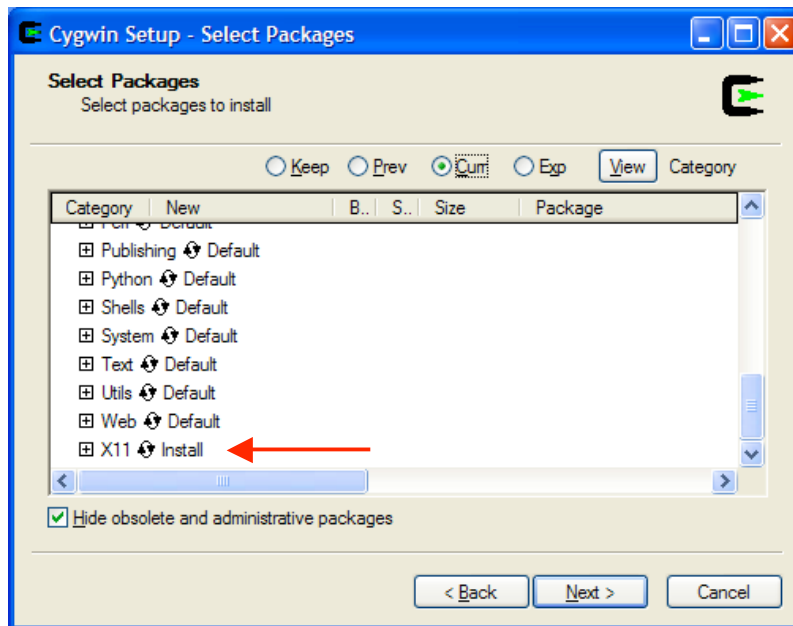 Cygwin Setup - Select Packages
Select Packages
Select packages to install
Keep Prev Curr Exp View Category
Category New B.. S.. Size Package
Default
Publishing Default
Python Default
Shells Default
System Default
Text Default
Utils Default
Web Default
X11 Install
Hide obsolete and administrative packages
< Back Next > Cancel